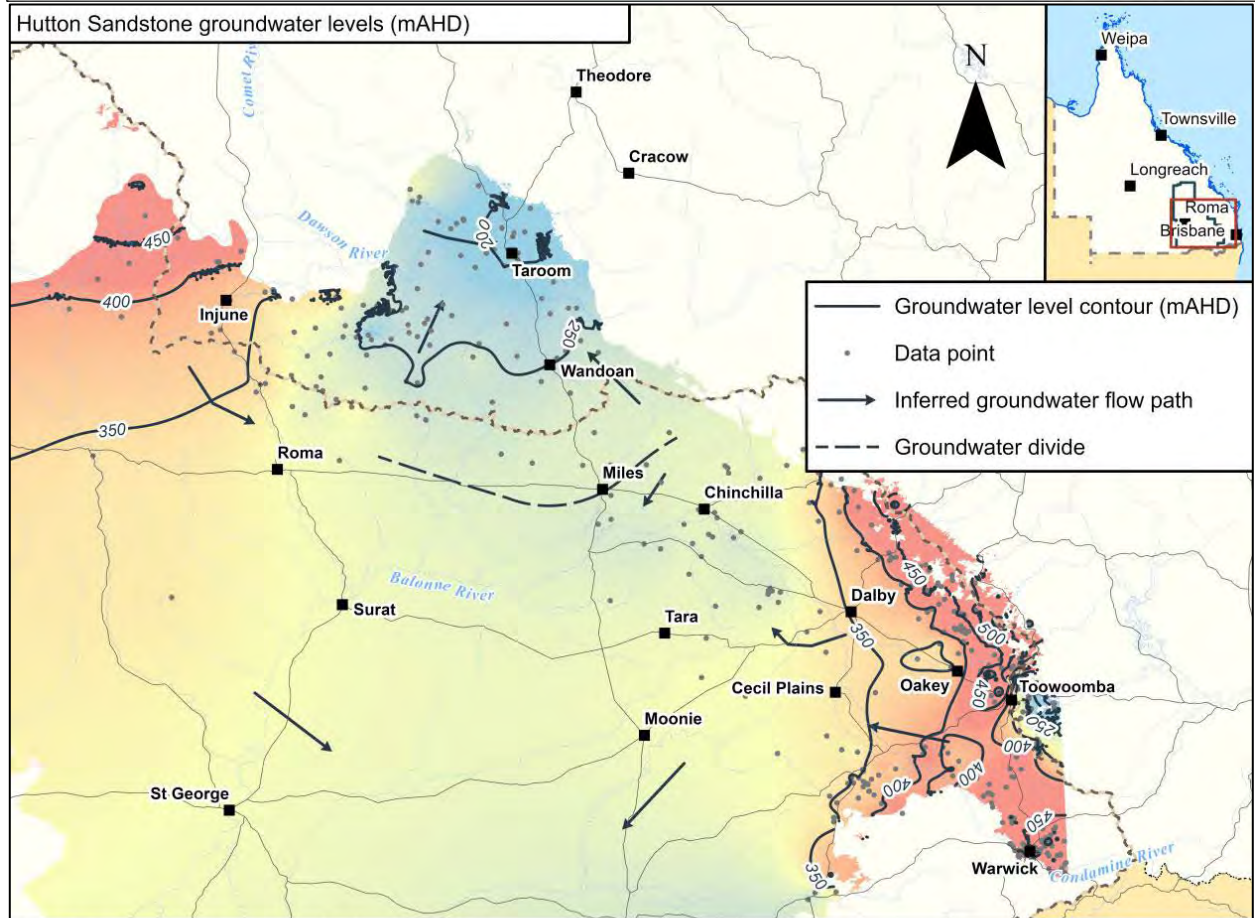 Hutton Sandstone groundwater levels (mAHD)
Comet River
Theodore
Cracow
N
Weipa
Townsville
Longreach
Roma
Brisbane
Dawson River
200
Taroom
450
400
Injune
250
Wandoan
350
Roma
Miles
Chinchilla
Groundwater level contour (mAHD)
Data point
Inferred groundwater flow path
Groundwater divide
450
Dalby
500
Balonne River
Surat
Tara
350
Cecil Plains
Oakey
450
Toowoomba
250
Moonie
400
400
400
St George
450
Warwick
350
Condamine River